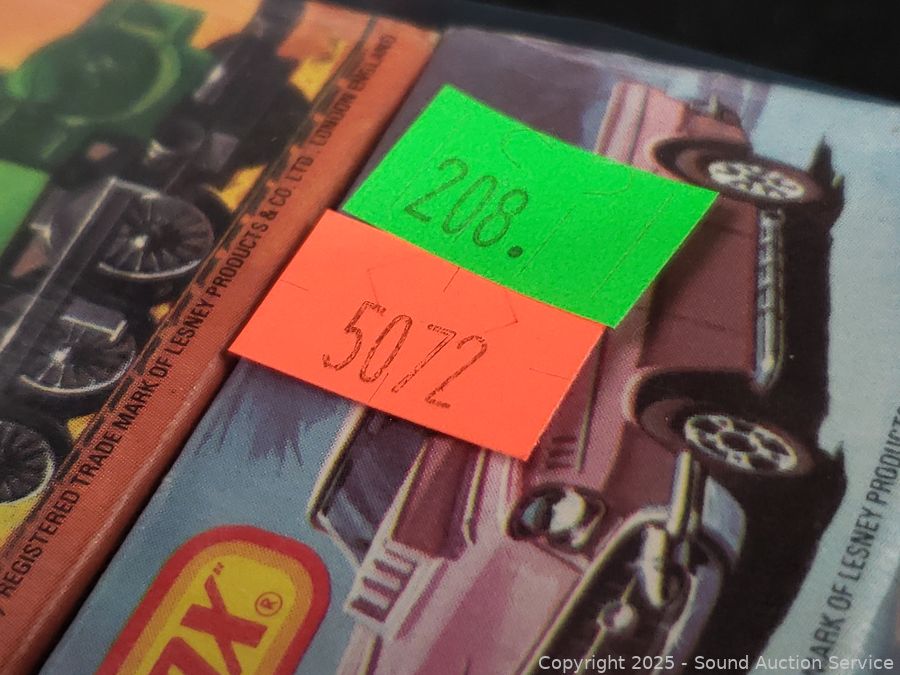 208.
5072
REGISTERED TRADE MARK OF LESNEY PRODUCTS & CO. LTD. LONDON ENGLAND
X" ®
MARK OF LESNEY PRODUCTS
Copyright 2025 - Sound Auction Service